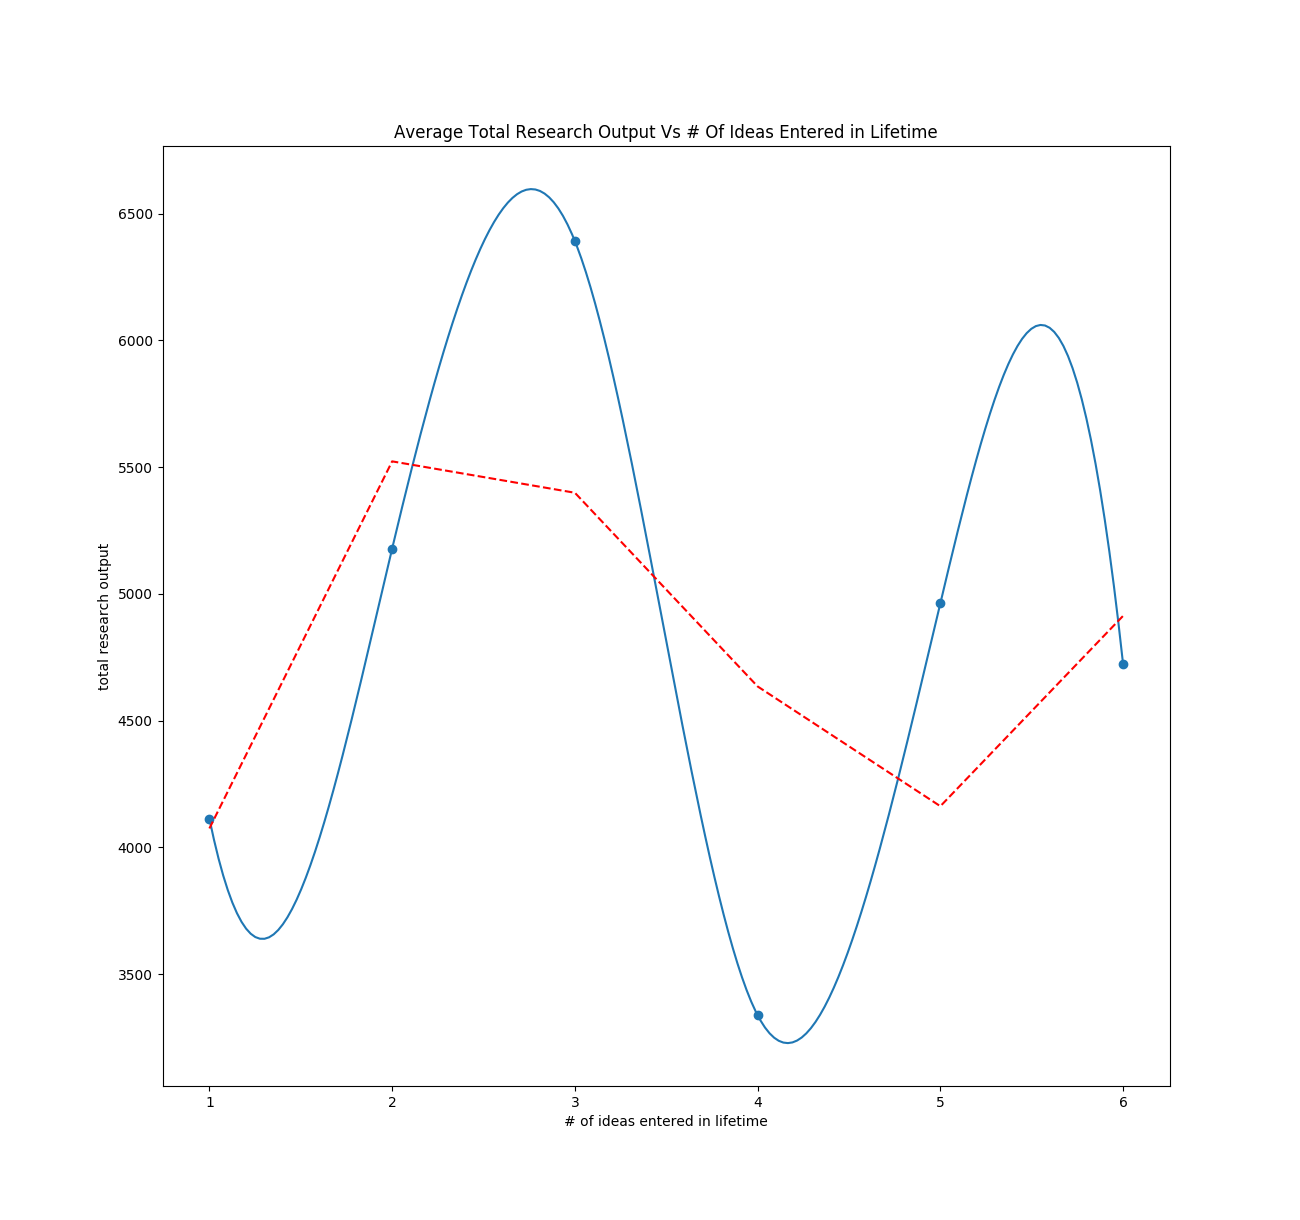 Average Total Research Output Vs # Of Ideas Entered in Lifetime
6500
6000
5500
5000
4500
4000
3500
total research output
1 2 3 4 5 6
# of ideas entered in lifetime